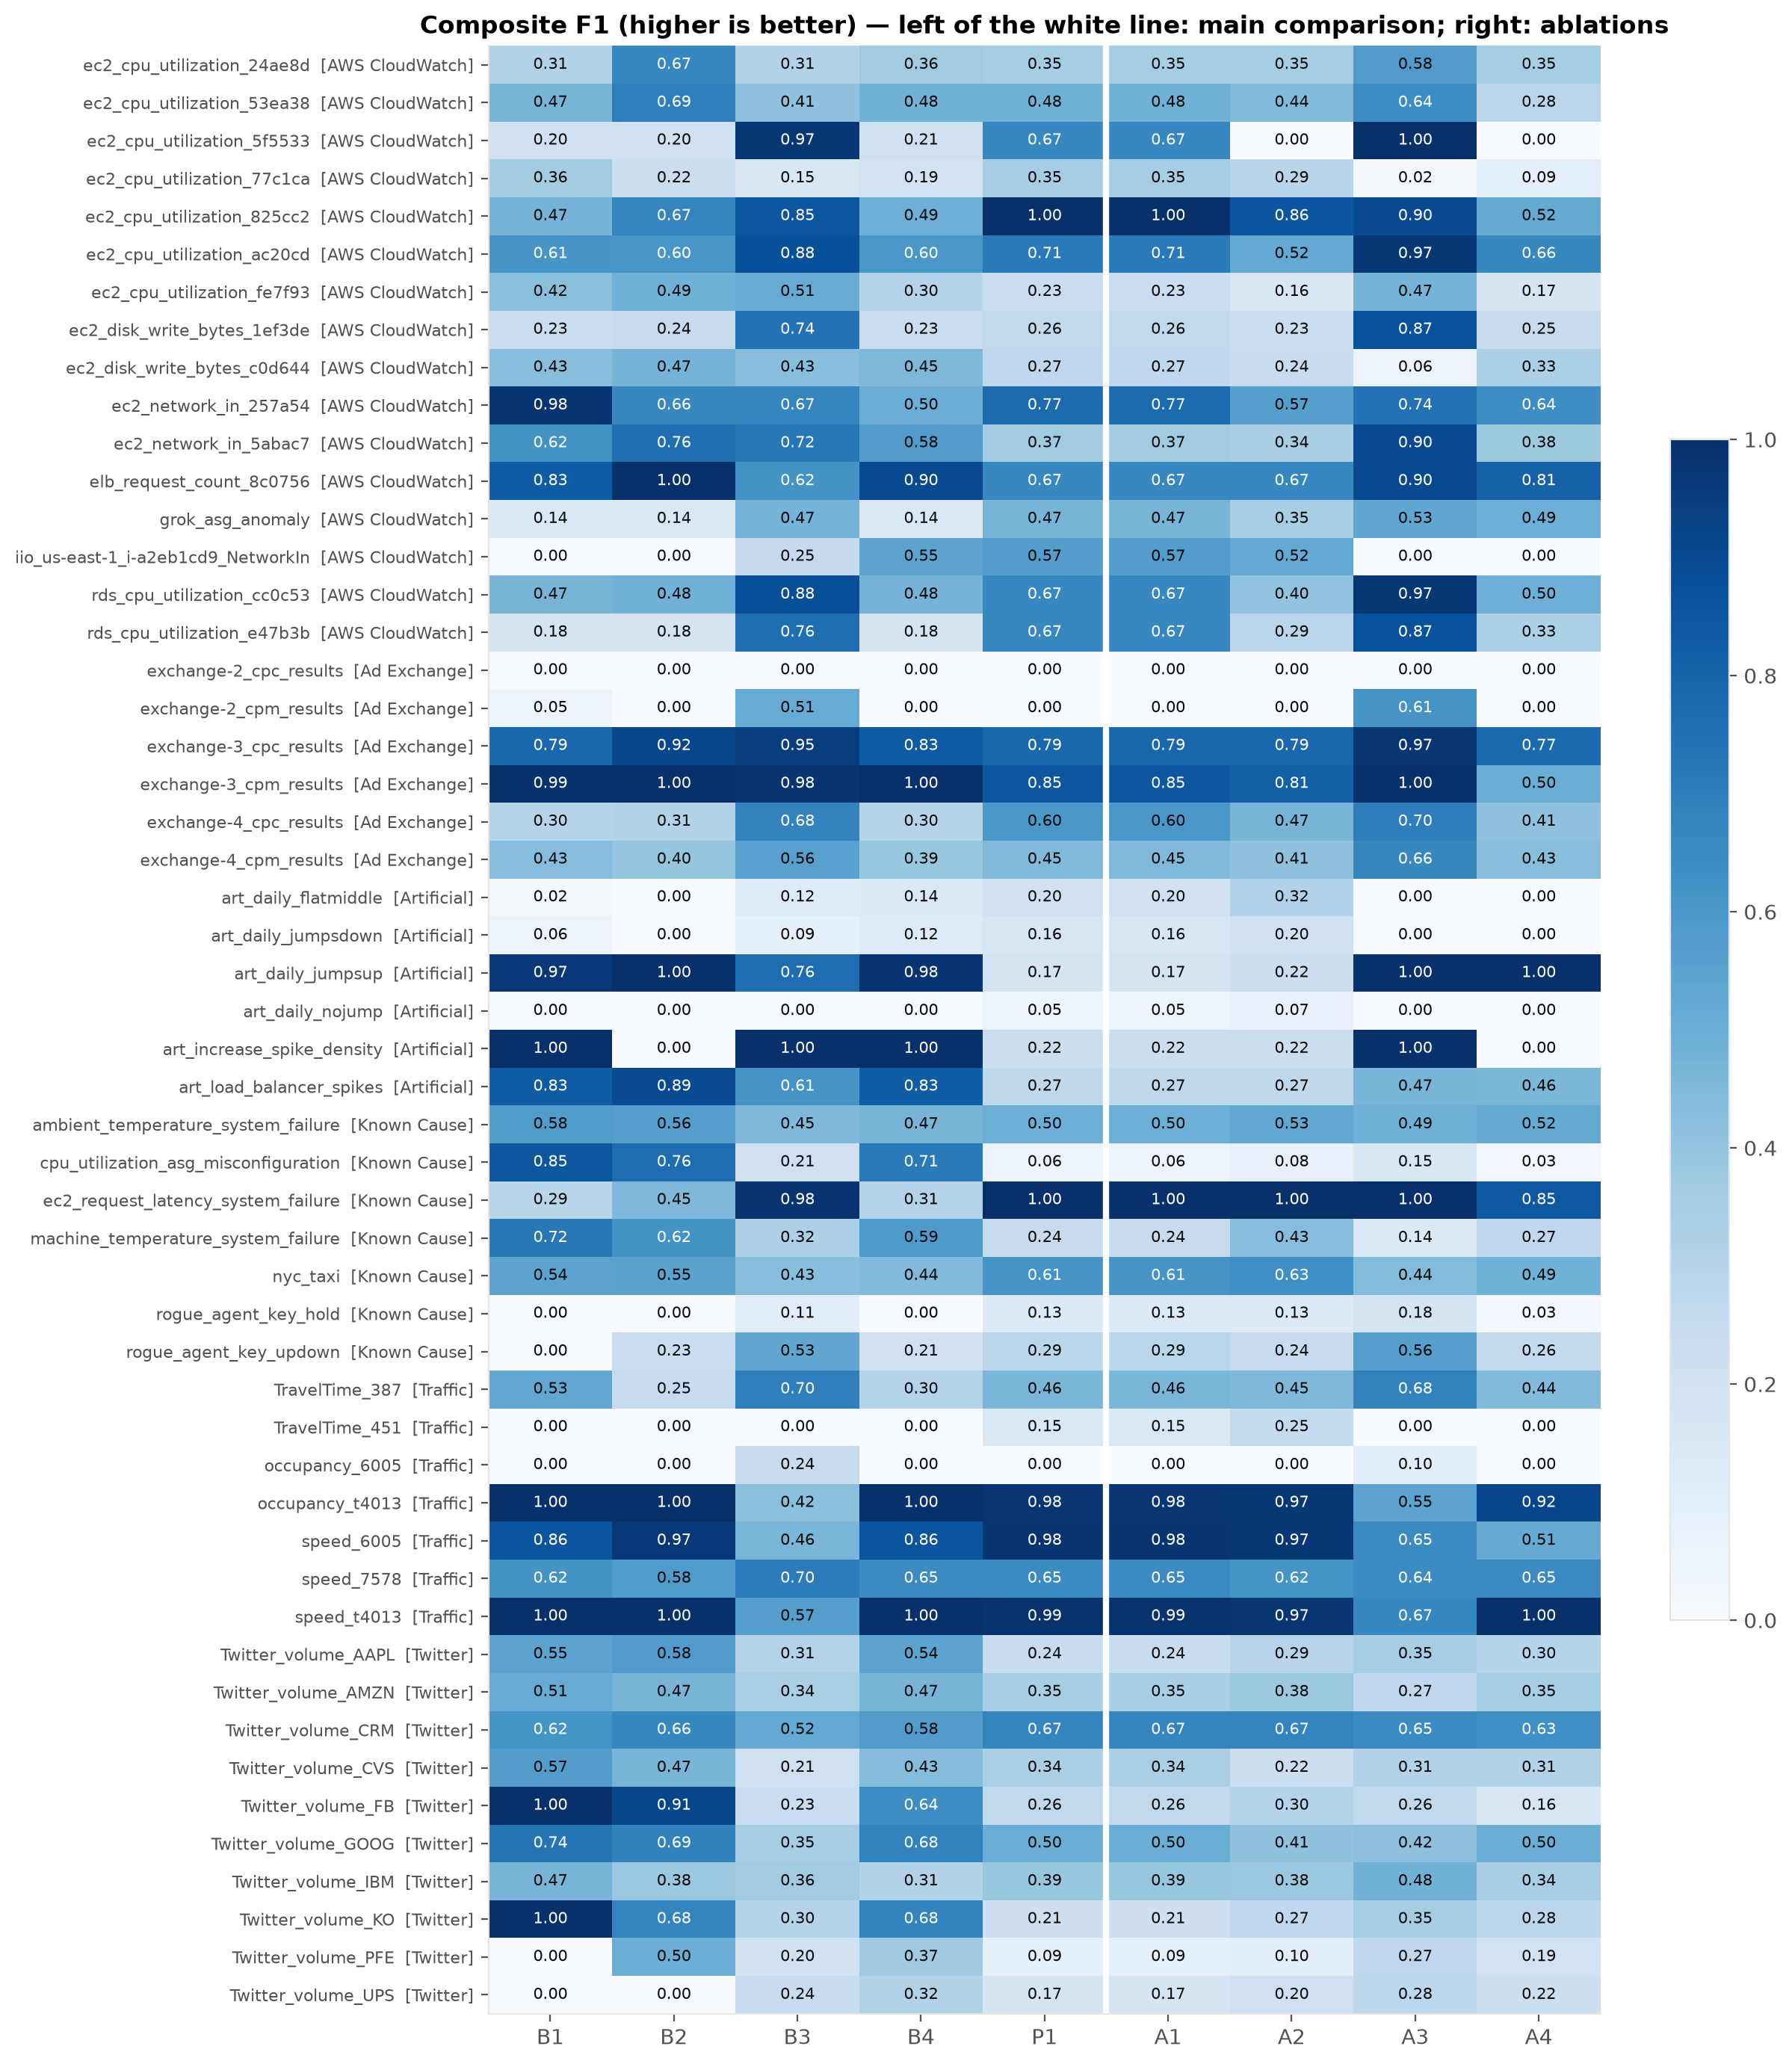 Composite F1 (higher is better) — left of the white line: main comparison; right: ablations
ec2_cpu_utilization_24ae8d [AWS CloudWatch] 0.31 0.67 0.31 0.36 0.35 0.35 0.35 0.58 0.35
ec2_cpu_utilization_53ea38 [AWS CloudWatch] 0.47 0.69 0.41 0.48 0.48 0.48 0.44 0.64 0.28
ec2_cpu_utilization_5f5533 [AWS CloudWatch] 0.20 0.20 0.97 0.21 0.67 0.67 0.00 1.00 0.00
ec2_cpu_utilization_77c1ca [AWS CloudWatch] 0.36 0.22 0.15 0.19 0.35 0.35 0.29 0.02 0.09
ec2_cpu_utilization_825cc2 [AWS CloudWatch] 0.47 0.67 0.85 0.49 1.00 1.00 0.86 0.90 0.52
ec2_cpu_utilization_ac20cd [AWS CloudWatch] 0.61 0.60 0.88 0.60 0.71 0.71 0.52 0.97 0.66
ec2_cpu_utilization_fe7f93 [AWS CloudWatch] 0.42 0.49 0.51 0.30 0.23 0.23 0.16 0.47 0.17
ec2_disk_write_bytes_1ef3de [AWS CloudWatch] 0.23 0.24 0.74 0.23 0.26 0.26 0.23 0.87 0.25
ec2_disk_write_bytes_c0d644 [AWS CloudWatch] 0.43 0.47 0.43 0.45 0.27 0.27 0.24 0.06 0.33
ec2_network_in_257a54 [AWS CloudWatch] 0.98 0.66 0.67 0.50 0.77 0.77 0.57 0.74 0.64
ec2_network_in_5abac7 [AWS CloudWatch] 0.62 0.76 0.72 0.58 0.37 0.37 0.34 0.90 0.38
elb_request_count_8c0756 [AWS CloudWatch] 0.83 1.00 0.62 0.90 0.67 0.67 0.67 0.90 0.81
grok_asg_anomaly [AWS CloudWatch] 0.14 0.14 0.47 0.14 0.47 0.47 0.35 0.53 0.49
iio_us-east-1_i-a2eb1cd9_NetworkIn [AWS CloudWatch] 0.00 0.00 0.25 0.55 0.57 0.57 0.52 0.00 0.00
rds_cpu_utilization_cc0c53 [AWS CloudWatch] 0.47 0.48 0.88 0.48 0.67 0.67 0.40 0.97 0.50
rds_cpu_utilization_e47b3b [AWS CloudWatch] 0.18 0.18 0.76 0.18 0.67 0.67 0.29 0.87 0.33
exchange-2_cpc_results [Ad Exchange] 0.00 0.00 0.00 0.00 0.00 0.00 0.00 0.00 0.00
exchange-2_cpm_results [Ad Exchange] 0.05 0.00 0.51 0.00 0.00 0.00 0.00 0.61 0.00
exchange-3_cpc_results [Ad Exchange] 0.79 0.92 0.95 0.83 0.79 0.79 0.79 0.97 0.77
exchange-3_cpm_results [Ad Exchange] 0.99 1.00 0.98 1.00 0.85 0.85 0.81 1.00 0.50
exchange-4_cpc_results [Ad Exchange] 0.30 0.31 0.68 0.30 0.60 0.60 0.47 0.70 0.41
exchange-4_cpm_results [Ad Exchange] 0.43 0.40 0.56 0.39 0.45 0.45 0.41 0.66 0.43
art_daily_flatmiddle [Artificial] 0.02 0.00 0.12 0.14 0.20 0.20 0.32 0.00 0.00
art_daily_jumpsdown [Artificial] 0.06 0.00 0.09 0.12 0.16 0.16 0.20 0.00 0.00
art_daily_jumpsup [Artificial] 0.97 1.00 0.76 0.98 0.17 0.17 0.22 1.00 1.00
art_daily_nojump [Artificial] 0.00 0.00 0.00 0.00 0.05 0.05 0.07 0.00 0.00
art_increase_spike_density [Artificial] 1.00 0.00 1.00 1.00 0.22 0.22 0.22 1.00 0.00
art_load_balancer_spikes [Artificial] 0.83 0.89 0.61 0.83 0.27 0.27 0.27 0.47 0.46
ambient_temperature_system_failure [Known Cause] 0.58 0.56 0.45 0.47 0.50 0.50 0.53 0.49 0.52
cpu_utilization_asg_misconfiguration [Known Cause] 0.85 0.76 0.21 0.71 0.06 0.06 0.08 0.15 0.03
ec2_request_latency_system_failure [Known Cause] 0.29 0.45 0.98 0.31 1.00 1.00 1.00 1.00 0.85
machine_temperature_system_failure [Known Cause] 0.72 0.62 0.32 0.59 0.24 0.24 0.43 0.14 0.27
nyc_taxi [Known Cause] 0.54 0.55 0.43 0.44 0.61 0.61 0.63 0.44 0.49
rogue_agent_key_hold [Known Cause] 0.00 0.00 0.11 0.00 0.13 0.13 0.13 0.18 0.03
rogue_agent_key_updown [Known Cause] 0.00 0.23 0.53 0.21 0.29 0.29 0.24 0.56 0.26
TravelTime_387 [Traffic] 0.53 0.25 0.70 0.30 0.46 0.46 0.45 0.68 0.44
TravelTime_451 [Traffic] 0.00 0.00 0.00 0.00 0.15 0.15 0.25 0.00 0.00
occupancy_6005 [Traffic] 0.00 0.00 0.24 0.00 0.00 0.00 0.00 0.10 0.00
occupancy_t4013 [Traffic] 1.00 1.00 0.42 1.00 0.98 0.98 0.97 0.55 0.92
speed_6005 [Traffic] 0.86 0.97 0.46 0.86 0.98 0.98 0.97 0.65 0.51
speed_7578 [Traffic] 0.62 0.58 0.70 0.65 0.65 0.65 0.62 0.64 0.65
speed_t4013 [Traffic] 1.00 1.00 0.57 1.00 0.99 0.99 0.97 0.67 1.00
Twitter_volume_AAPL [Twitter] 0.55 0.58 0.31 0.54 0.24 0.24 0.29 0.35 0.30
Twitter_volume_AMZN [Twitter] 0.51 0.47 0.34 0.47 0.35 0.35 0.38 0.27 0.35
Twitter_volume_CRM [Twitter] 0.62 0.66 0.52 0.58 0.67 0.67 0.67 0.65 0.63
Twitter_volume_CVS [Twitter] 0.57 0.47 0.21 0.43 0.34 0.34 0.22 0.31 0.31
Twitter_volume_FB [Twitter] 1.00 0.91 0.23 0.64 0.26 0.26 0.30 0.26 0.16
Twitter_volume_GOOG [Twitter] 0.74 0.69 0.35 0.68 0.50 0.50 0.41 0.42 0.50
Twitter_volume_IBM [Twitter] 0.47 0.38 0.36 0.31 0.39 0.39 0.38 0.48 0.34
Twitter_volume_KO [Twitter] 1.00 0.68 0.30 0.68 0.21 0.21 0.27 0.35 0.28
Twitter_volume_PFE [Twitter] 0.00 0.50 0.20 0.37 0.09 0.09 0.10 0.27 0.19
Twitter_volume_UPS [Twitter] 0.00 0.00 0.24 0.32 0.17 0.17 0.20 0.28 0.22
B1 B2 B3 B4 P1 A1 A2 A3 A4
1.0
0.8
0.6
0.4
0.2
0.0